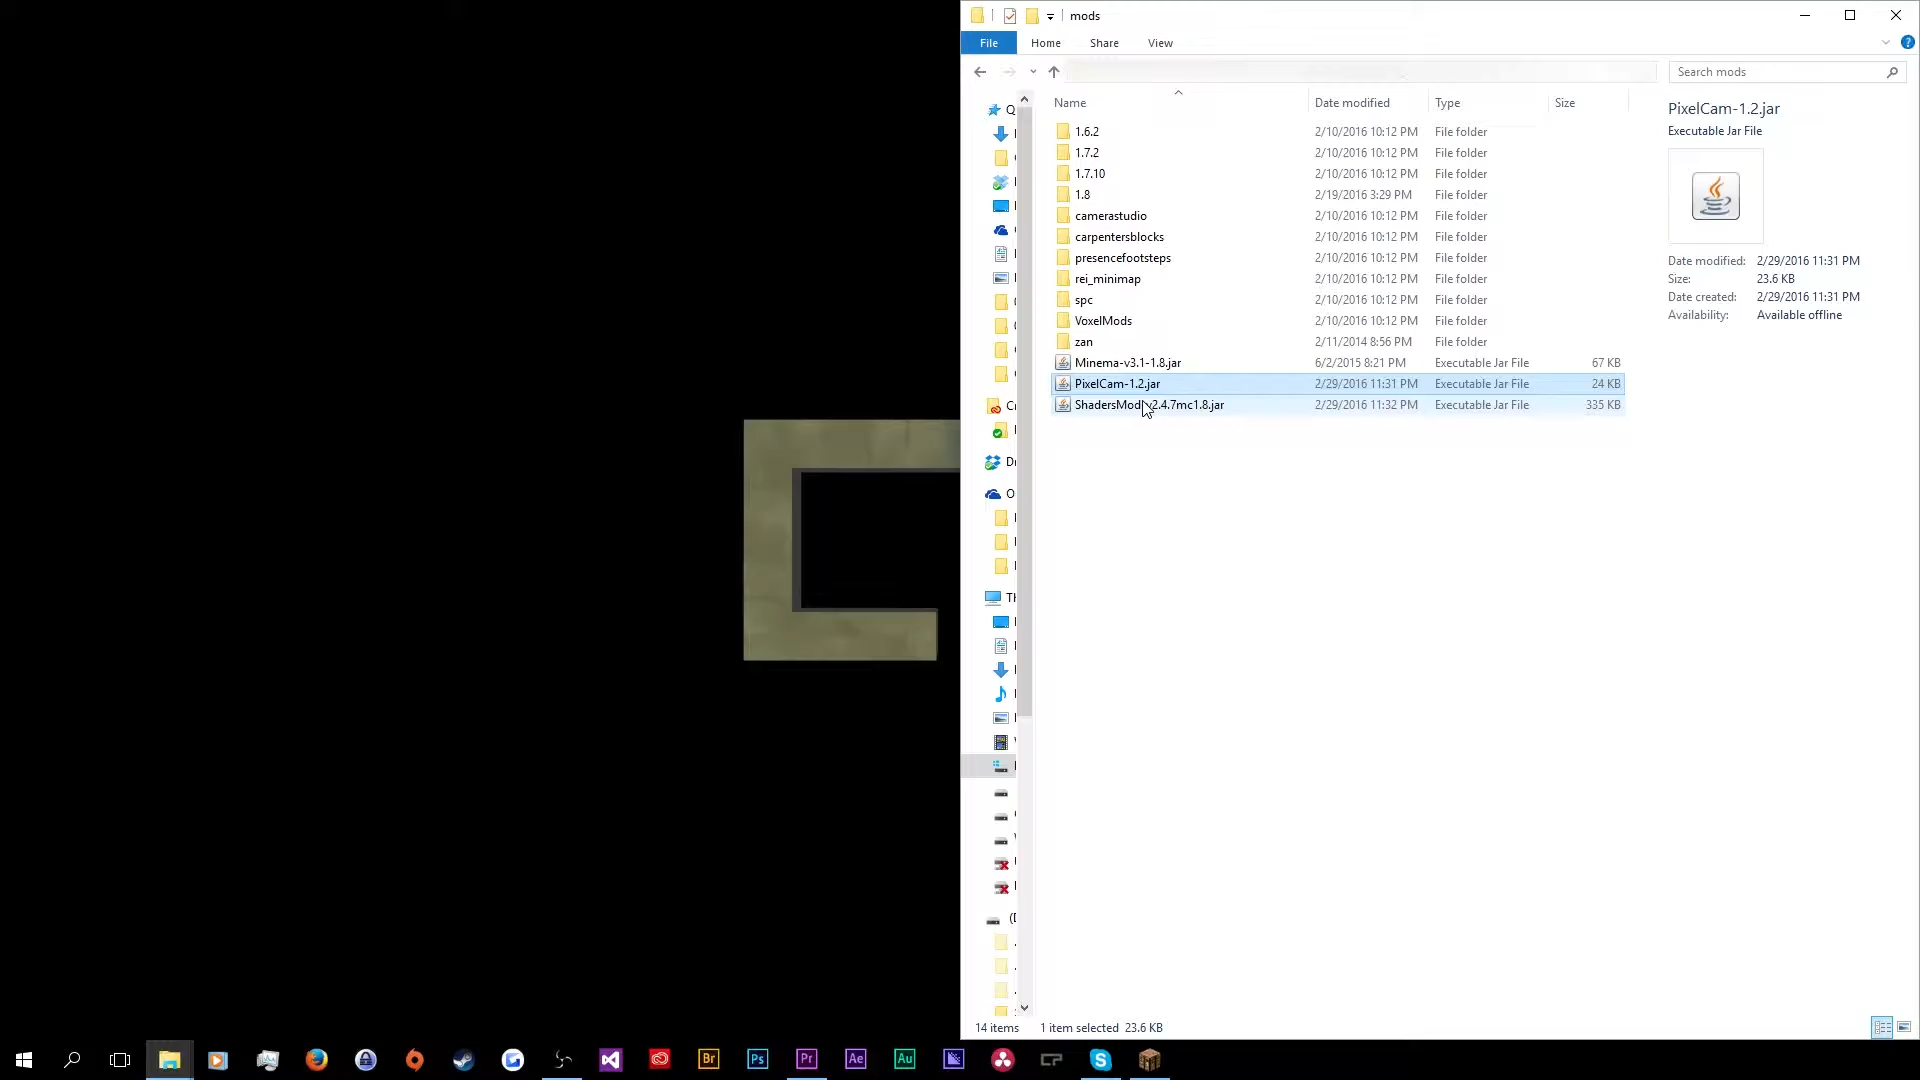 mods
File Home Share View
Search mods
Name Date modified Type Size
1.6.2 2/10/2016 10:12 PM File folder
1.7.2 2/10/2016 10:12 PM File folder
1.7.10 2/10/2016 10:12 PM File folder
1.8 2/19/2016 3:29 PM File folder
camerastudio 2/10/2016 10:12 PM File folder
carpentersblocks 2/10/2016 10:12 PM File folder
presencefootsteps 2/10/2016 10:12 PM File folder
rei_minimap 2/10/2016 10:12 PM File folder
spc 2/10/2016 10:12 PM File folder
VoxelMods 2/10/2016 10:12 PM File folder
zan 2/11/2014 8:56 PM File folder
Minema-v3.1-1.8.jar 6/2/2015 8:21 PM Executable Jar File 67 KB
PixelCam-1.2.jar 2/29/2016 11:31 PM Executable Jar File 24 KB
2/29/2016 11:32 PM Executable Jar File 335 KB
PixelCam-1.2.jar
Executable Jar File
Date modified: 2/29/2016 11:31 PM
Size: 23.6 KB
Date created: 2/29/2016 11:31 PM
Availability: Available offline
14 items 1 item selected 23.6 KB
Br Ps Pr Ae Au